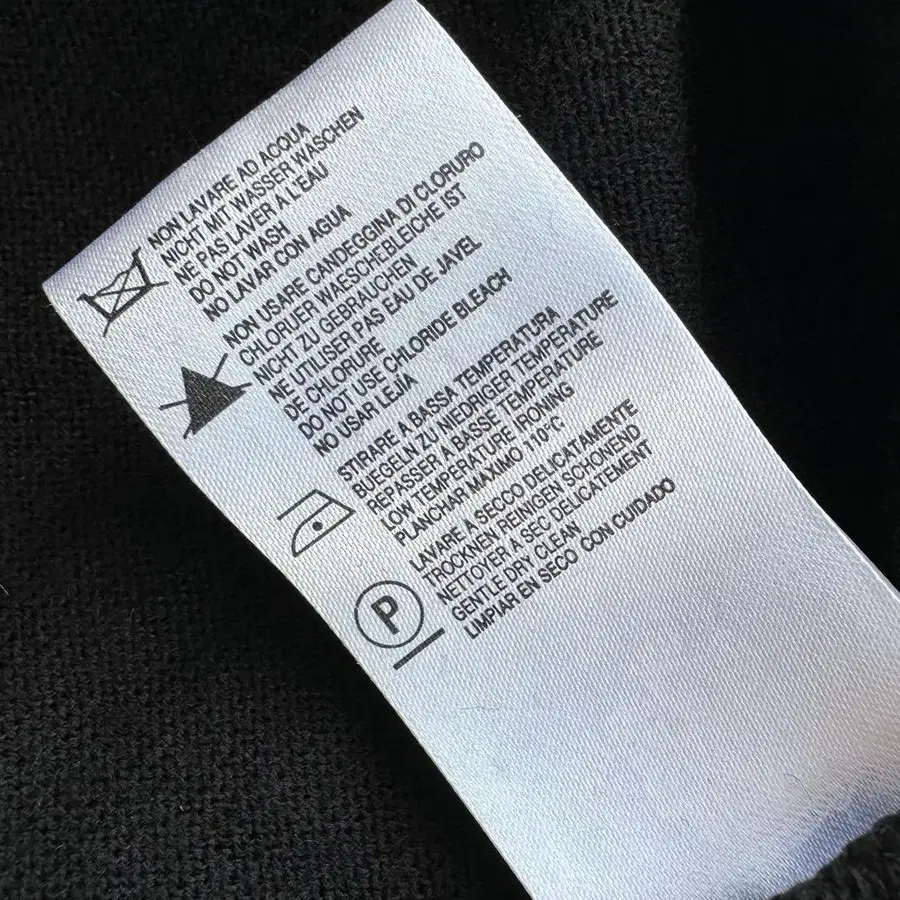 NON LAVARE AD ACQUA
NICHT MIT WASSER WASCHEN
NE PAS LAVER A L'EAU
DO NOT WASH
NO LAVAR CON AGUA
NON USARE CANDEGGINA DI CLORURO
CHLORUER WAESCHEBLEICHE IST
NICHT ZU GEBRAUCHEN
NE UTILISER PAS EAU DE JAVEL
DE CHLORURE
DO NOT USE CHLORIDE BLEACH
NO USAR LEJÍA
STIRARE A BASSA TEMPERATURA
BUEGELN ZU NIEDRIGER TEMPERATURE
REPASSER A BASSE TEMPERATURE
LOW TEMPERATURE IRONING
PLANCHAR MAXIMO 110°C
LAVARE A SECCO DELICATAMENTE
TROCKNEN REINIGEN SCHONEND
NETTOYER A SEC DELICATEMENT
GENTLE DRY CLEAN
LIMPIAR EN SECO CON CUIDADO
P